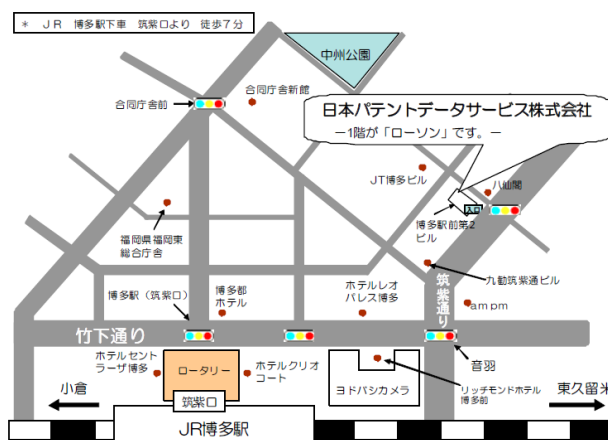 * JR 博多駅下車 筑紫口より 徒歩7分
中州公園
合同庁舎新館
合同庁舎前
日本パテントデータサービス株式会社
－1階が「ローソン」です。－
JT博多ビル
八仙閣
入口
博多駅前第2
ビル
福岡県福岡東
総合庁舎
九勧筑紫通ビル
筑紫通り
博多駅（筑紫口）
博多都
ホテル
ホテルレオ
パレス博多
ampm
竹下通り
音羽
ホテルセント
ラーザ博多
ロータリー
ホテルクリオ
コート
ヨドバシカメラ
リッチモンドホテル
博多前
小倉
筑紫口
東久留米
JR博多駅